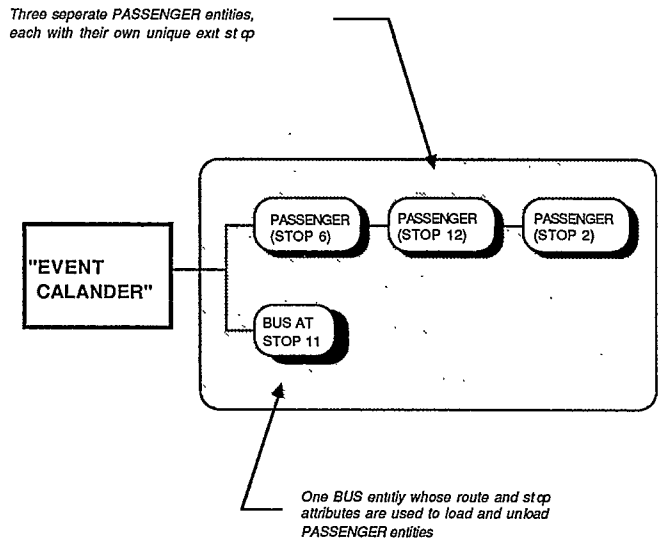 Three seperate PASSENGER entities,
each with their own unique exit stop
PASSENGER
(STOP 6)
PASSENGER
(STOP 12)
PASSENGER
(STOP 2)
"EVENT
CALANDER"
BUS AT
STOP 11
One BUS entitiy whose route and stop
attributes are used to load and unload
PASSENGER entities